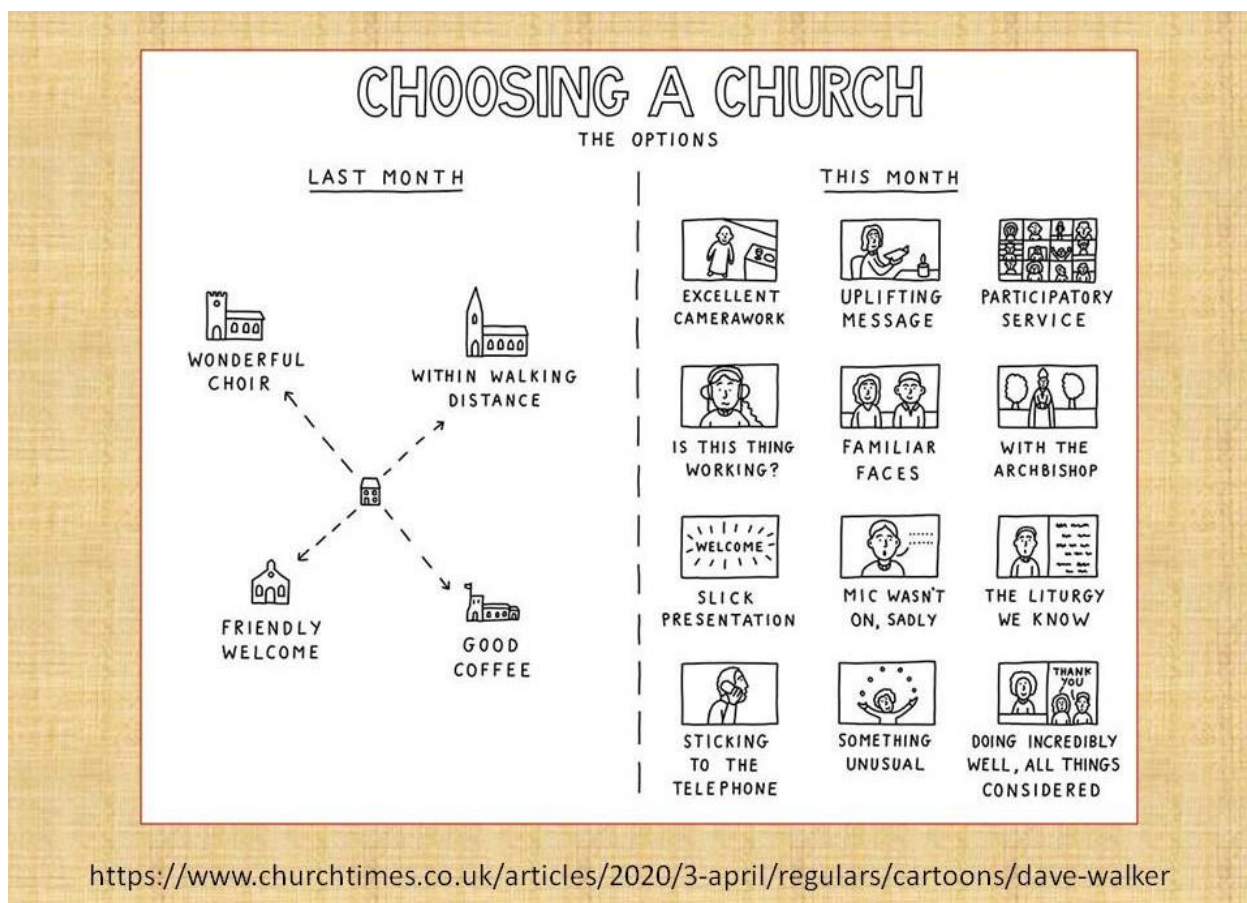 CHOOSING A CHURCH
THE OPTIONS
LAST MONTH
WONDERFUL
CHOIR
WITHIN WALKING
DISTANCE
FRIENDLY
WELCOME
GOOD
COFFEE
THIS MONTH
EXCELLENT
CAMERAWORK
UPLIFTING
MESSAGE
PARTICIPATORY
SERVICE
IS THIS THING
WORKING?
FAMILIAR
FACES
WITH THE
ARCHBISHOP
WELCOME
SLICK
PRESENTATION
MIC WASN'T
ON, SADLY
THE LITURGY
WE KNOW
STICKING
TO THE
TELEPHONE
SOMETHING
UNUSUAL
THANK
YOU
DOING INCREDIBLY
WELL, ALL THINGS
CONSIDERED
https://www.churchtimes.co.uk/articles/2020/3-april/regulars/cartoons/dave-walker